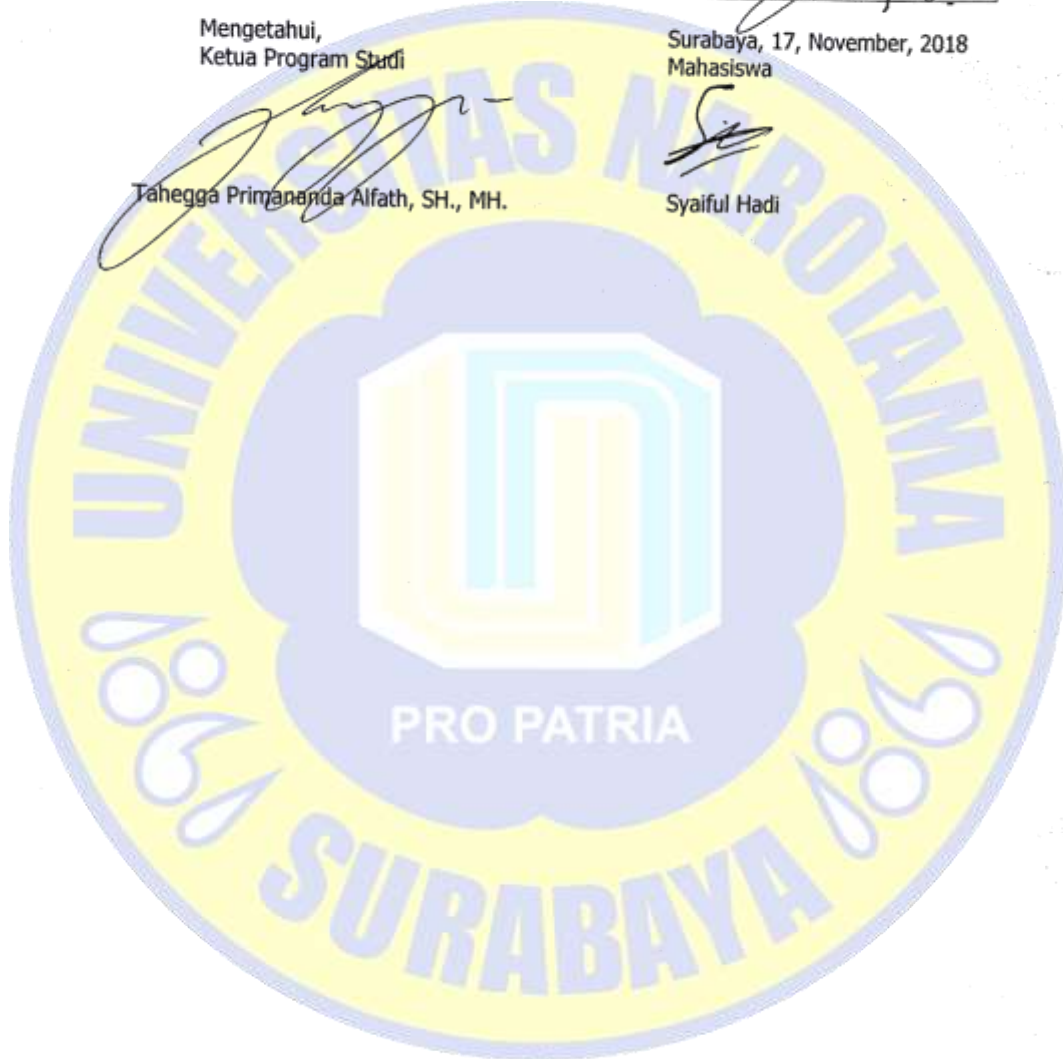 Mengetahui,
Ketua Program Studi
Surabaya, 17, November, 2018
Mahasiswa
Tahegga Primananda Alfath, SH., MH.
Syaiful Hadi
UNIVERSITAS NAROTAMA
PRO PATRIA
SURABAYA